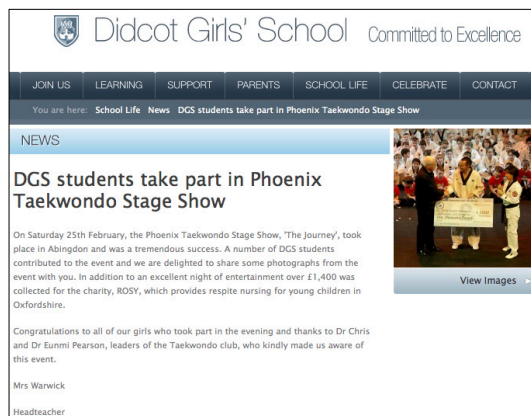 Didcot Girls' School Committed to Excellence
JOIN US LEARNING SUPPORT PARENTS SCHOOL LIFE CELEBRATE CONTACT
You are here: School Life News DGS students take part in Phoenix Taekwondo Stage Show
NEWS
DGS students take part in Phoenix
Taekwondo Stage Show
On Saturday 25th February, the Phoenix Taekwondo Stage Show, 'The Journey', took
place in Abingdon and was a tremendous success. A number of DGS students
contributed to the event and we are delighted to share some photographs from the
event with you. In addition to an excellent night of entertainment over £1,400 was
collected for the charity, ROSY, which provides respite nursing for young children in
Oxfordshire.
Congratulations to all of our girls who took part in the evening and thanks to Dr Chris
and Dr Eunmi Pearson, leaders of the Taekwondo club, who kindly made us aware of
this event.
Mrs Warwick
Headteacher
View Images